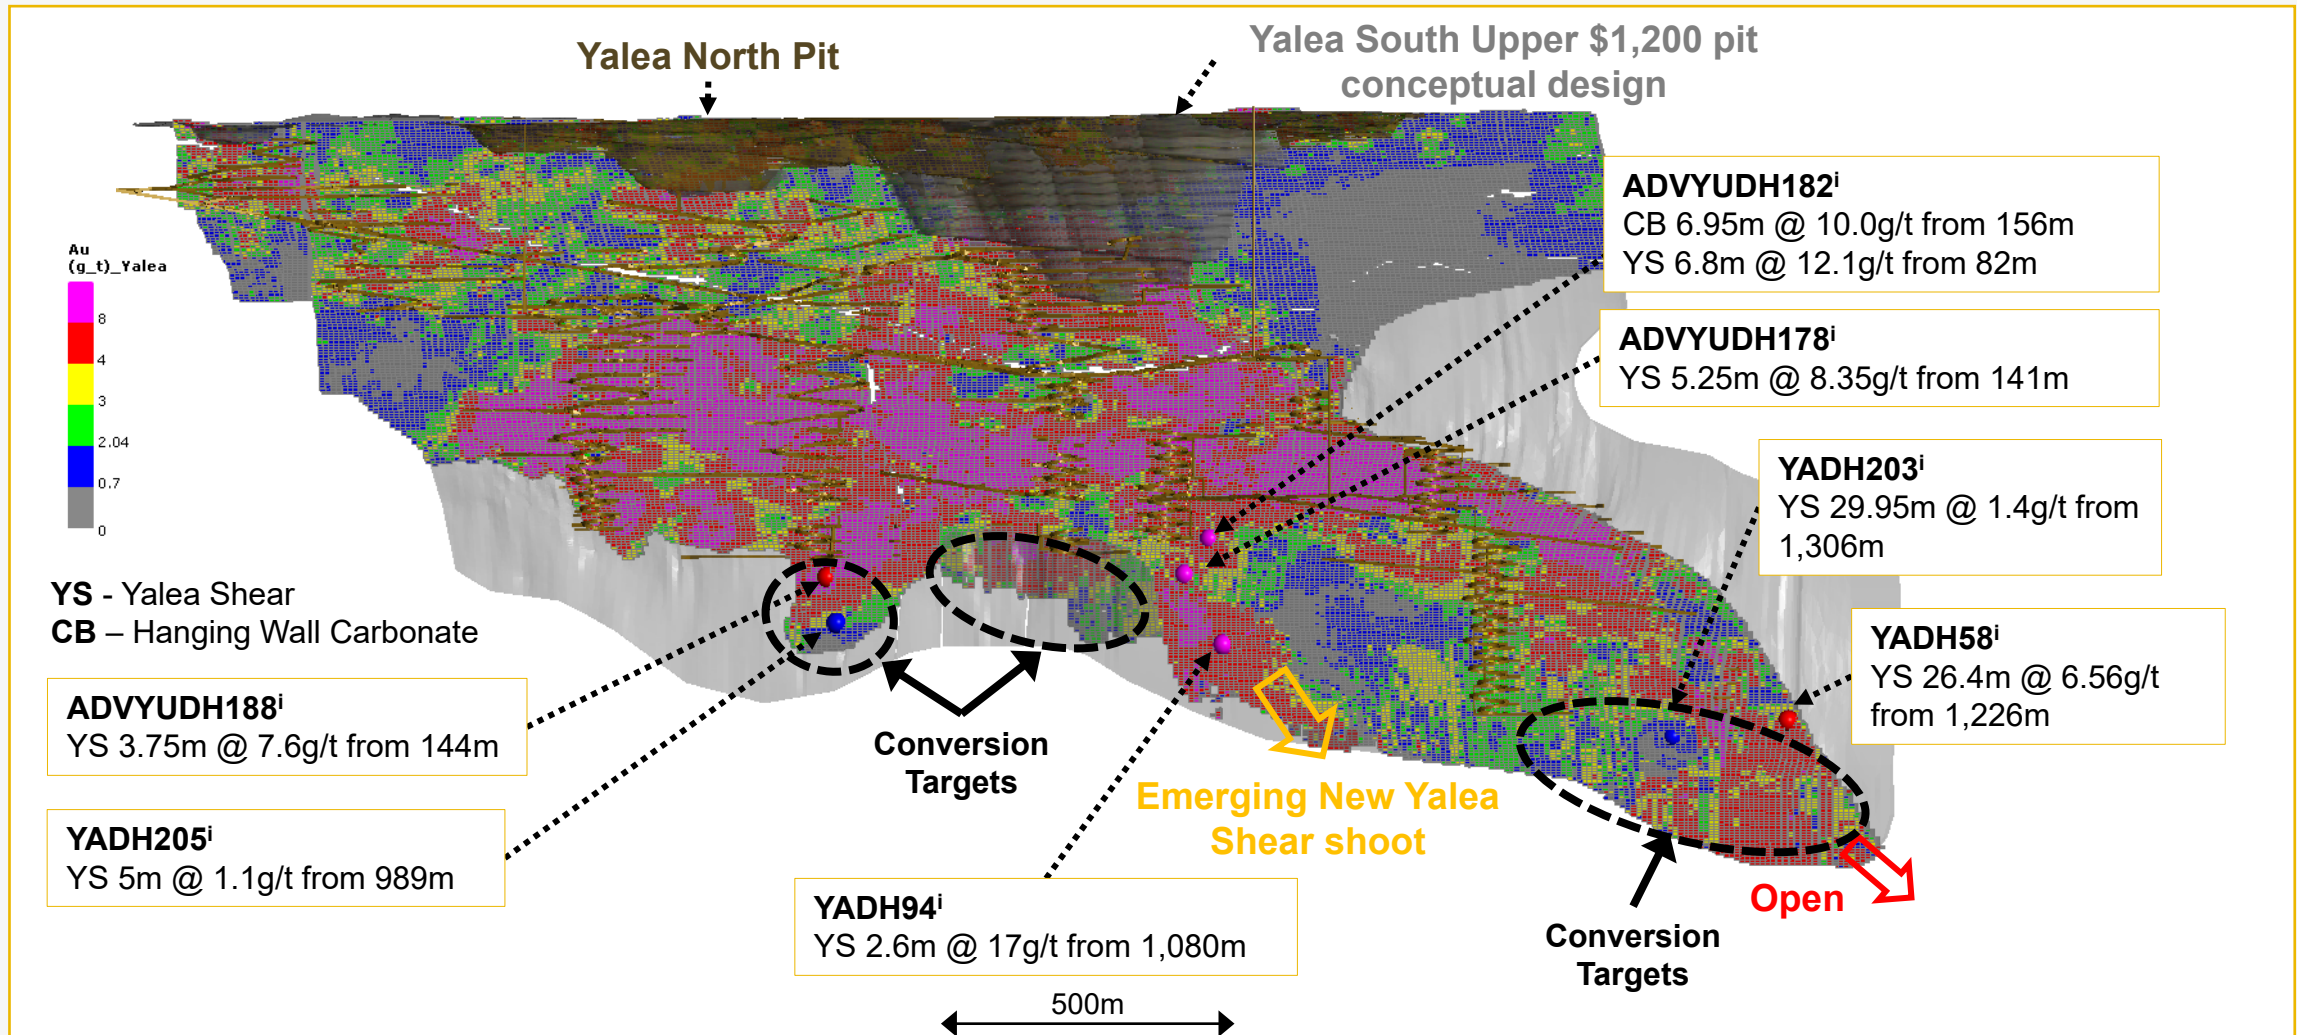 Yalea North Pit
Yalea South Upper $1,200 pit
conceptual design
ADVYUDH182ⁱ
CB 6.95m @ 10.0g/t from 156m
YS 6.8m @ 12.1g/t from 82m
ADVYUDH178ⁱ
YS 5.25m @ 8.35g/t from 141m
YADH203ⁱ
YS 29.95m @ 1.4g/t from
1,306m
YADH58ⁱ
YS 26.4m @ 6.56g/t
from 1,226m
Au
(g_t)_Yalea
8
4
3
2.04
0.7
0
YS - Yalea Shear
CB – Hanging Wall Carbonate
ADVYUDH188ⁱ
YS 3.75m @ 7.6g/t from 144m
YADH205ⁱ
YS 5m @ 1.1g/t from 989m
Conversion
Targets
Emerging New Yalea
Shear shoot
YADH94ⁱ
YS 2.6m @ 17g/t from 1,080m
Open
Conversion
Targets
500m